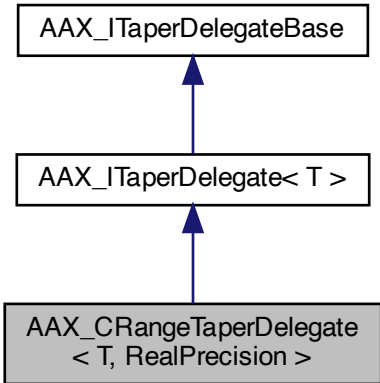 AAX_ITaperDelegateBase
AAX_ITaperDelegate< T >
AAX_CRangeTaperDelegate
< T, RealPrecision >